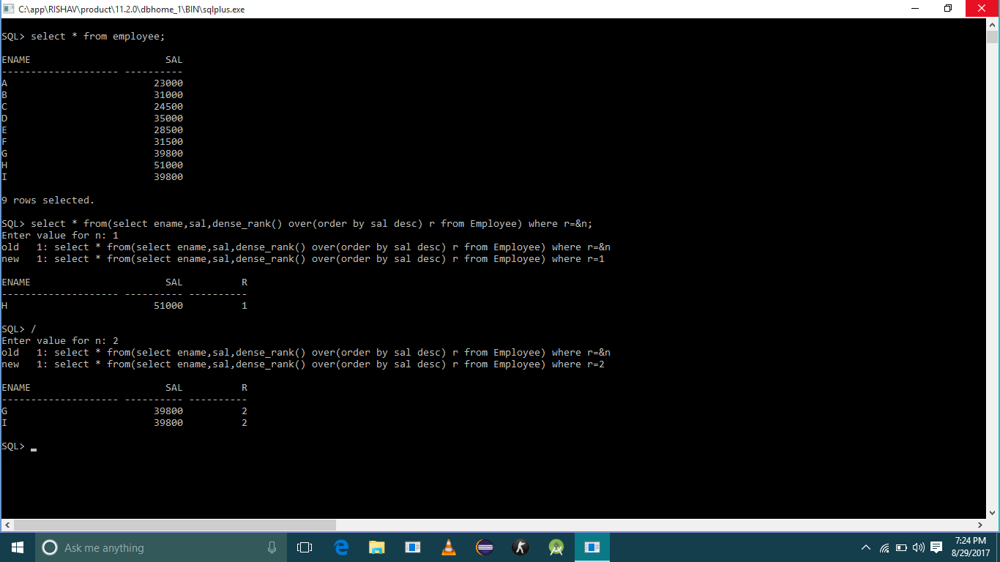 C:\app\RISHAV\product\11.2.0\dbhome_1\BIN\sqlplus.exe
SQL> select * from employee;
ENAME                       SAL
-------------------- ----------
A                         23000
B                         31000
C                         24500
D                         35000
E                         28500
F                         31500
G                         39800
H                         51000
I                         39800
9 rows selected.
SQL> select * from(select ename,sal,dense_rank() over(order by sal desc) r from Employee) where r=&n;
Enter value for n: 1
old   1: select * from(select ename,sal,dense_rank() over(order by sal desc) r from Employee) where r=&n
new   1: select * from(select ename,sal,dense_rank() over(order by sal desc) r from Employee) where r=1
ENAME                       SAL          R
-------------------- ---------- ----------
H                         51000          1
SQL> /
Enter value for n: 2
old   1: select * from(select ename,sal,dense_rank() over(order by sal desc) r from Employee) where r=&n
new   1: select * from(select ename,sal,dense_rank() over(order by sal desc) r from Employee) where r=2
ENAME                       SAL          R
-------------------- ---------- ----------
G                         39800          2
I                         39800          2
SQL> _
Ask me anything
7:24 PM
8/29/2017